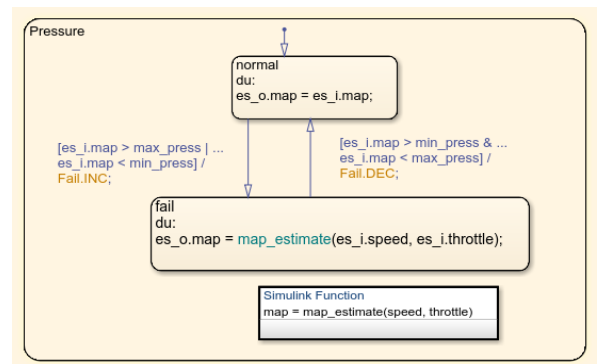 Pressure
normal
du:
es_o.map = es_i.map;
[es_i.map > max_press | ...
es_i.map < min_press] /
Fail.INC;
[es_i.map > min_press & ...
es_i.map < max_press] /
Fail.DEC;
fail
du:
es_o.map = map_estimate(es_i.speed, es_i.throttle);
Simulink Function
map = map_estimate(speed, throttle)